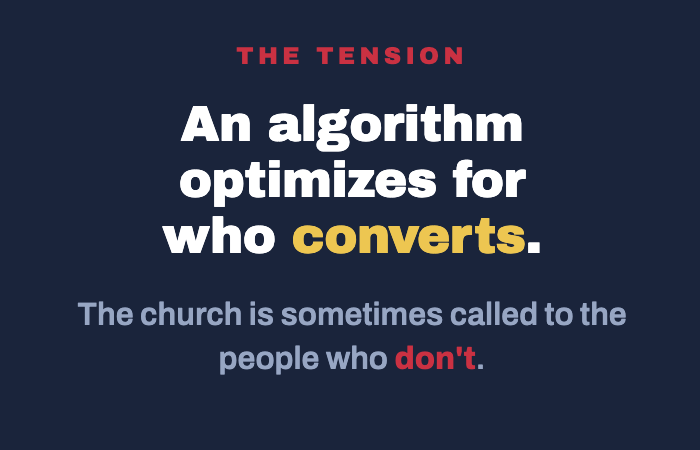 THE TENSION
An algorithm
optimizes for
who converts.
The church is sometimes called to the
people who don't.